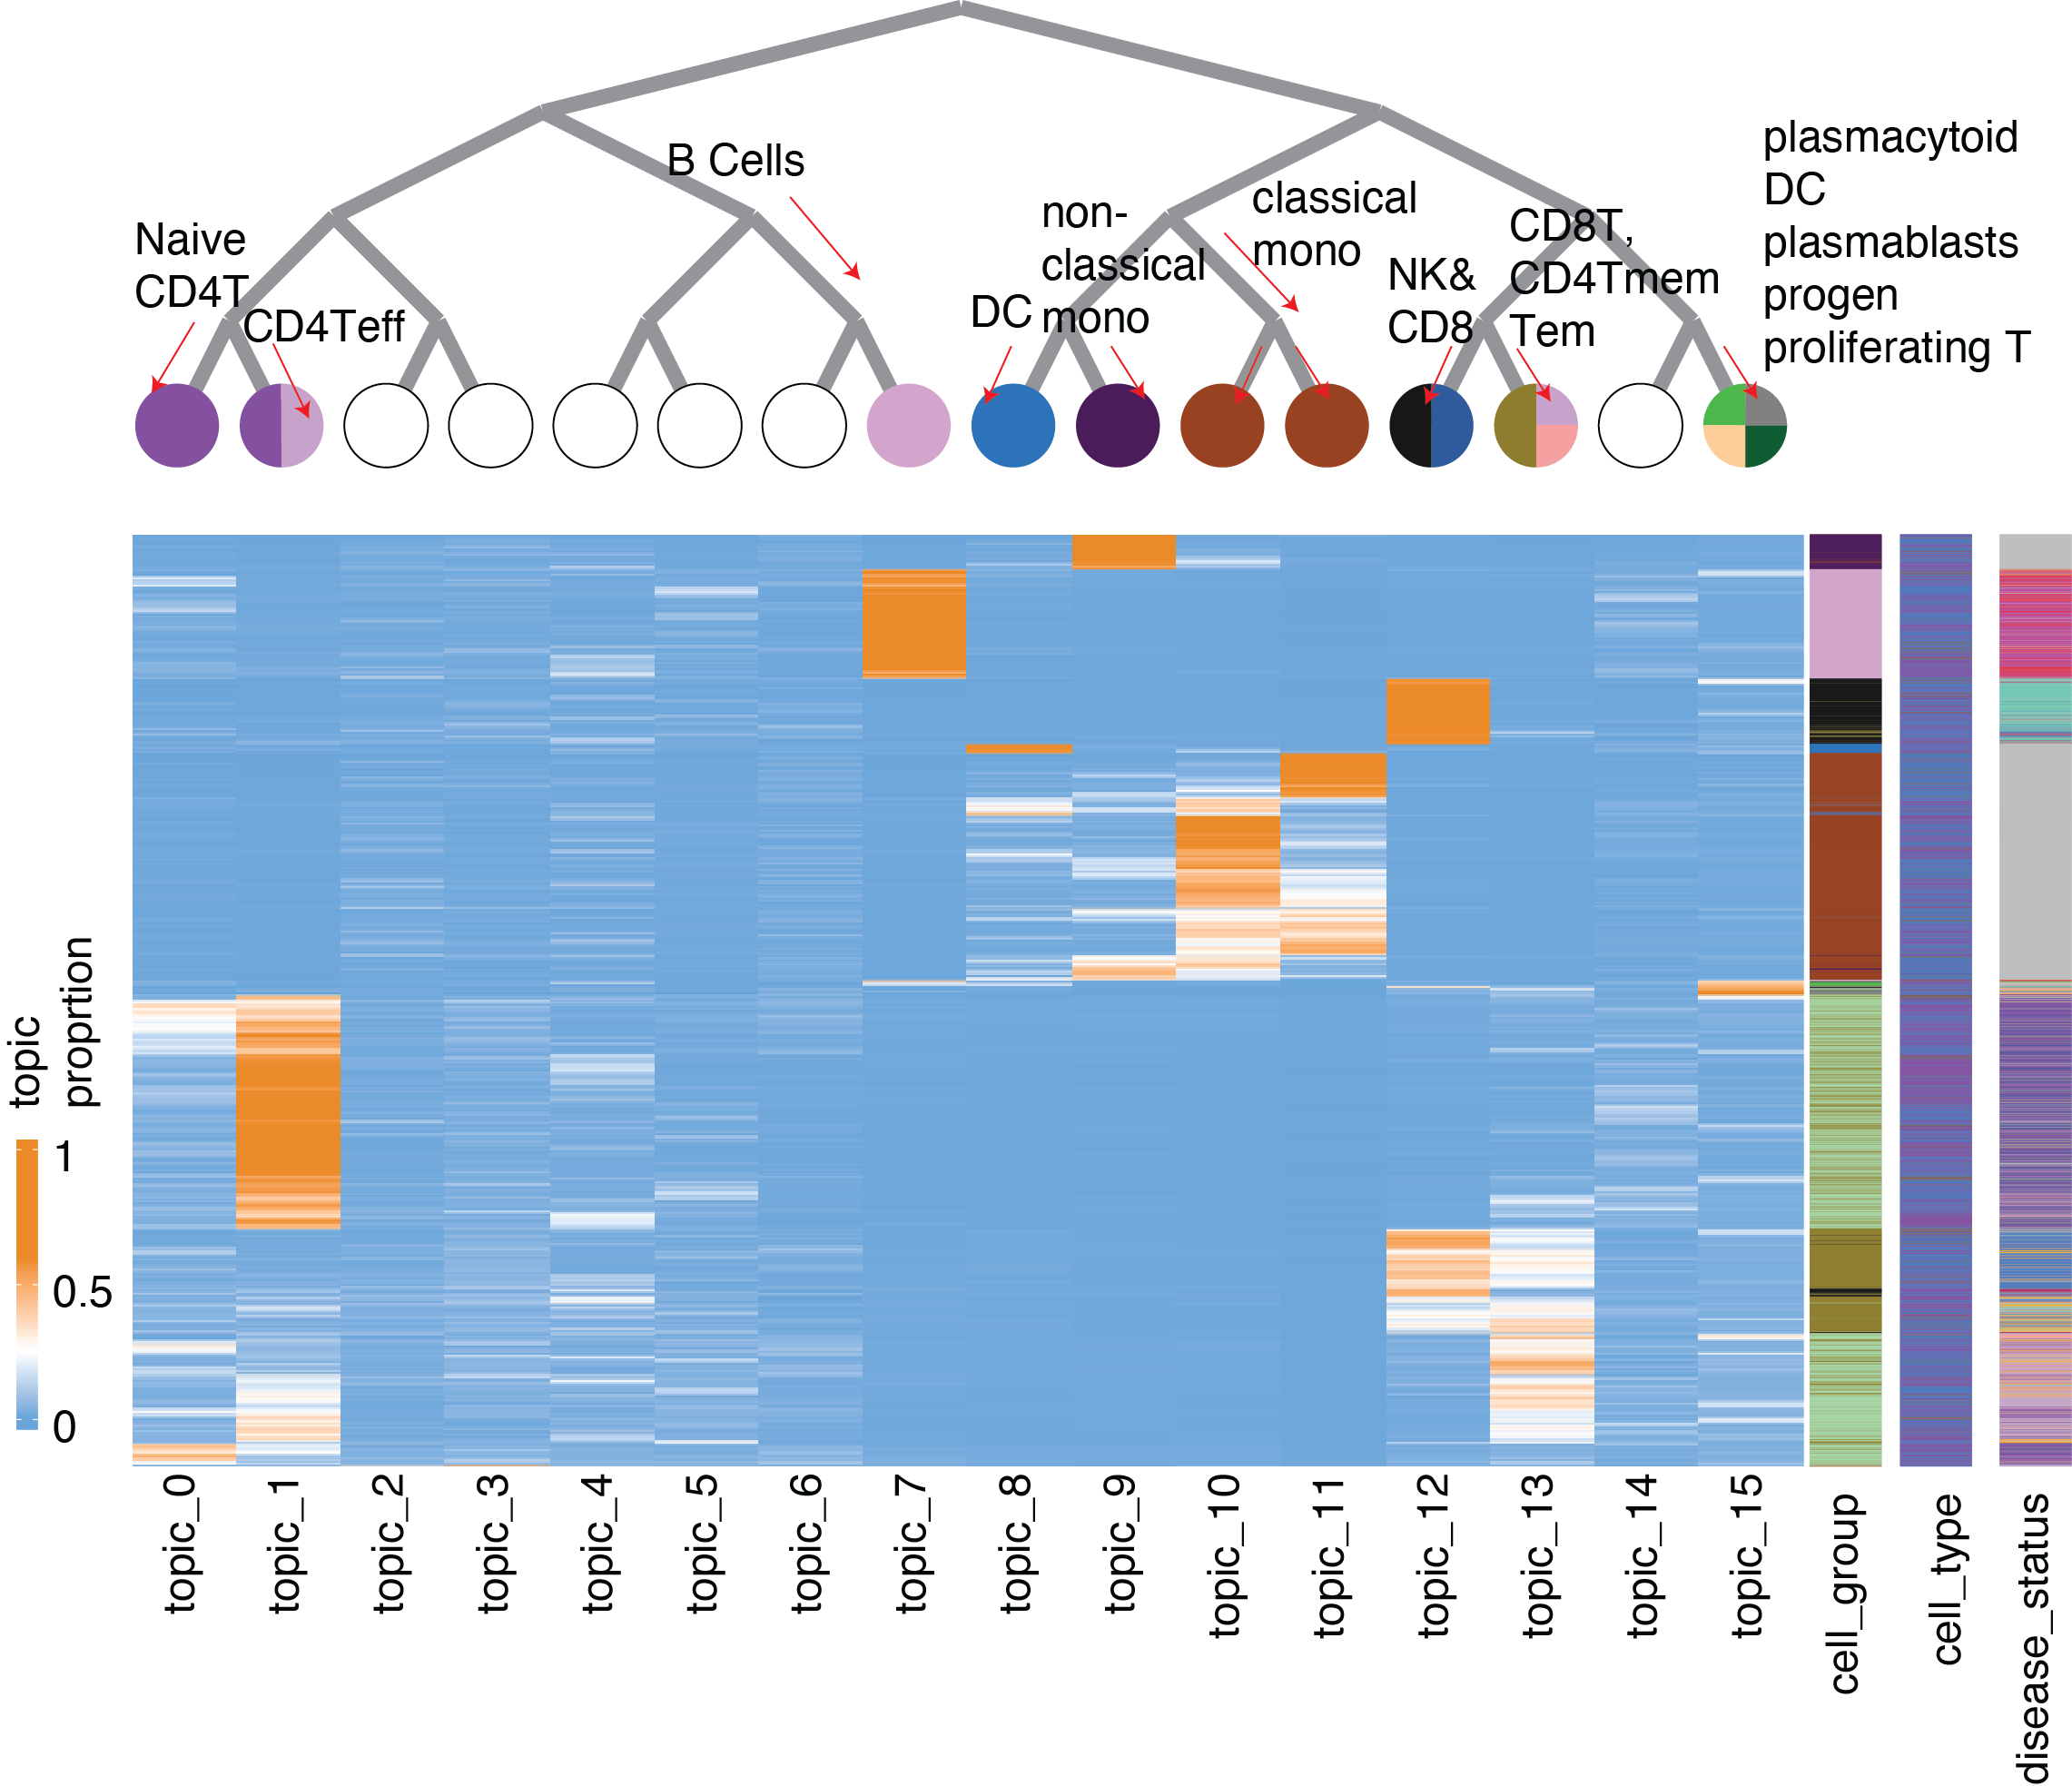 plasmacytoid
DC
plasmablasts
progen
proliferating T
B Cells
classical
mono
non-
classical
mono
CD8T,
CD4Tmem
Tem
Naive
CD4T
CD4Teff
DC
NK&
CD8
topic
proportion
1
0.5
0
topic_0
topic_1
topic_2
topic_3
topic_4
topic_5
topic_6
topic_7
topic_8
topic_9
topic_10
topic_11
topic_12
topic_13
topic_14
topic_15
cell_group
cell_type
disease_status